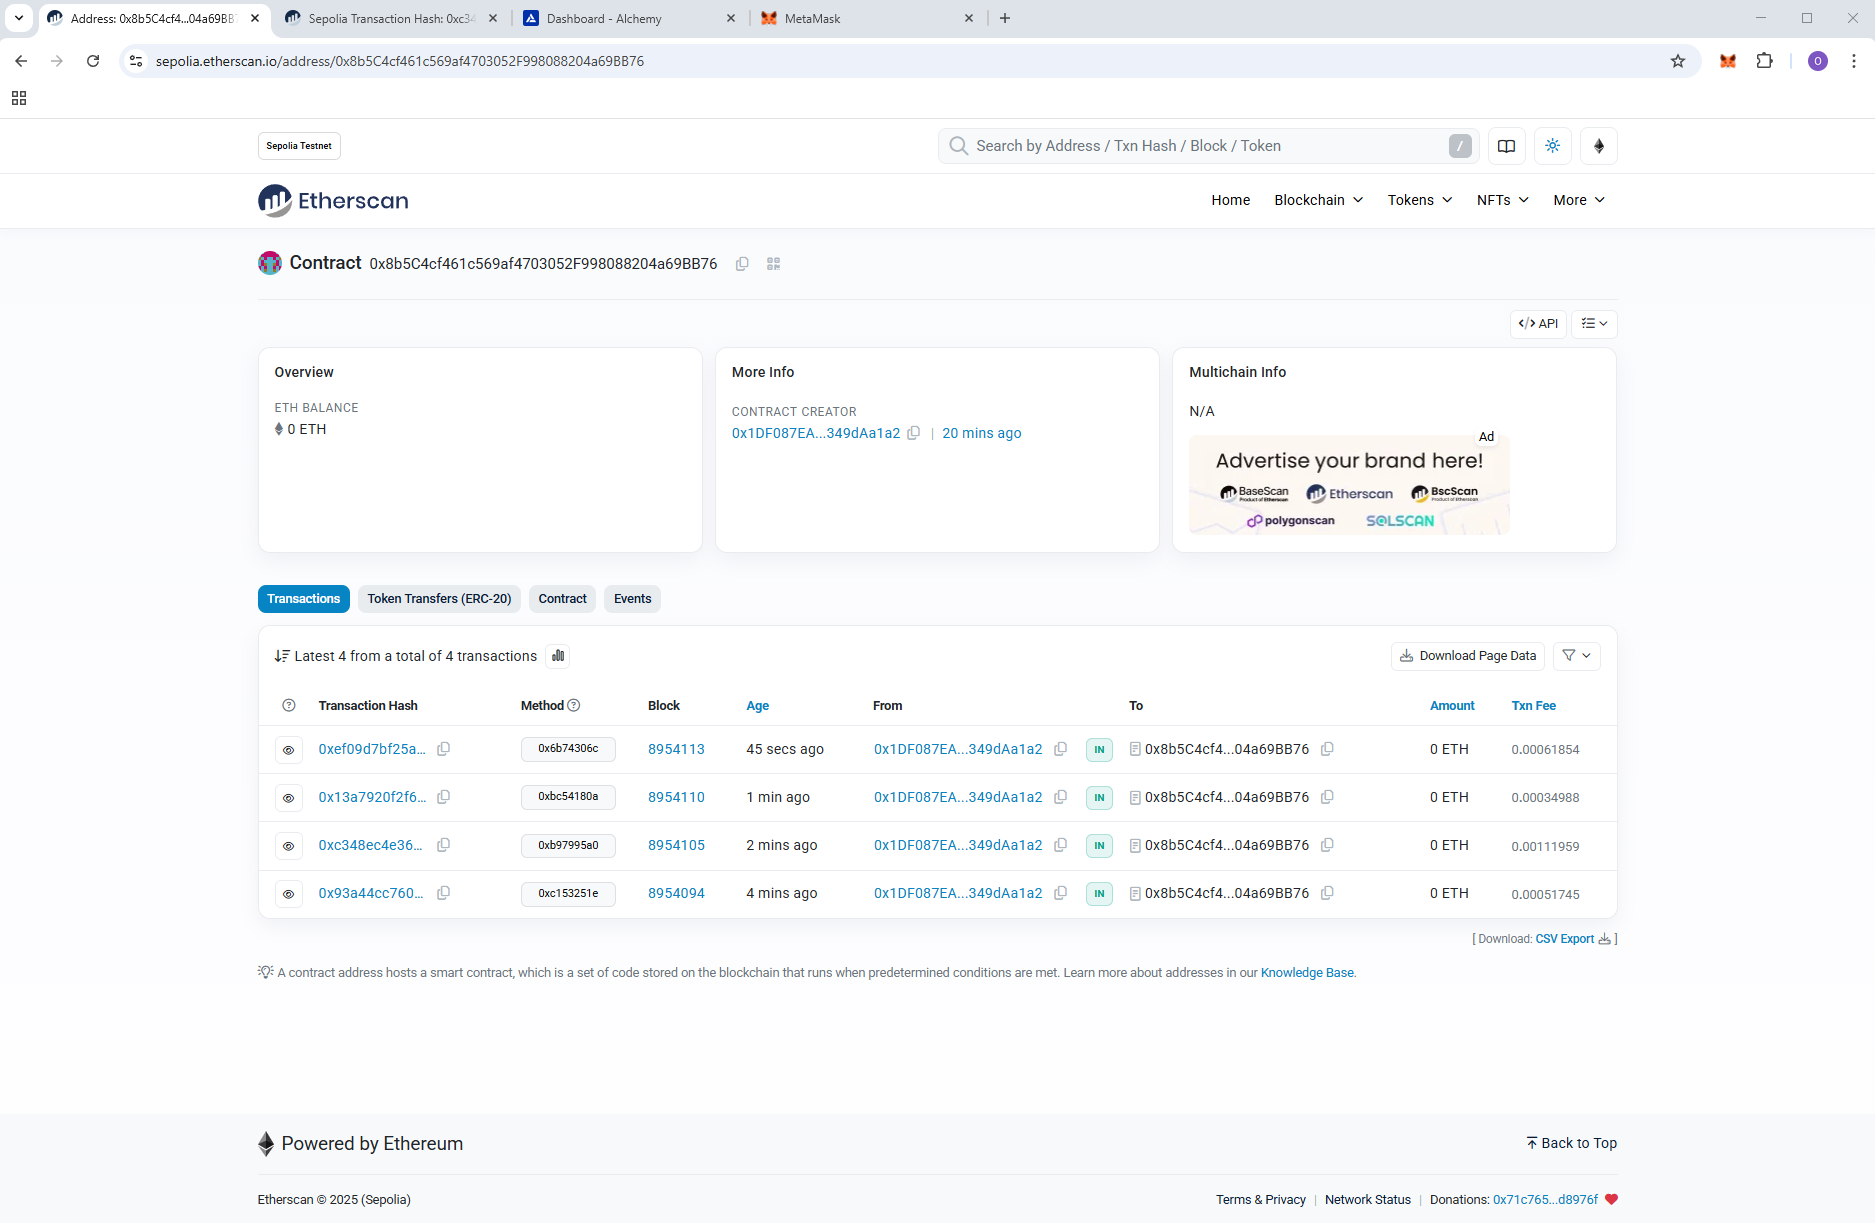 Address: 0x8b5C4cf4...04a69BB7
Sepolia Transaction Hash: 0xc34
Dashboard - Alchemy
MetaMask
sepolia.etherscan.io/address/0x8b5C4cf461c569af4703052F998088204a69BB76
O
Sepolia Testnet
Search by Address / Txn Hash / Block / Token
/
Etherscan
Home
Blockchain
Tokens
NFTs
More
Contract 0x8b5C4cf461c569af4703052F998088204a69BB76
</> API
Overview
ETH BALANCE
0 ETH
More Info
CONTRACT CREATOR
0x1DF087EA...349dAa1a2 | 20 mins ago
Multichain Info
N/A
Ad
Advertise your brand here!
BaseScan
Product of Etherscan
Etherscan
BscScan
Product of Etherscan
polygonscan
SOLSCAN
Transactions
Token Transfers (ERC-20)
Contract
Events
Latest 4 from a total of 4 transactions
Download Page Data
Transaction Hash Method Block Age From To Amount Txn Fee
0xef09d7bf25a... 0x6b74306c 8954113 45 secs ago 0x1DF087EA...349dAa1a2 IN 0x8b5C4cf4...04a69BB76 0 ETH 0.00061854
0x13a7920f2f6... 0xbc54180a 8954110 1 min ago 0x1DF087EA...349dAa1a2 IN 0x8b5C4cf4...04a69BB76 0 ETH 0.00034988
0xc348ec4e36... 0xb97995a0 8954105 2 mins ago 0x1DF087EA...349dAa1a2 IN 0x8b5C4cf4...04a69BB76 0 ETH 0.00111959
0x93a44cc760... 0xc153251e 8954094 4 mins ago 0x1DF087EA...349dAa1a2 IN 0x8b5C4cf4...04a69BB76 0 ETH 0.00051745
[ Download: CSV Export ]
A contract address hosts a smart contract, which is a set of code stored on the blockchain that runs when predetermined conditions are met. Learn more about addresses in our Knowledge Base.
Powered by Ethereum
Back to Top
Etherscan © 2025 (Sepolia)
Terms & Privacy | Network Status | Donations: 0x71c765...d8976f